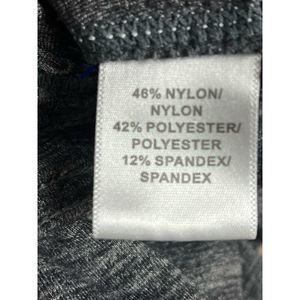 46% NYLON/
NYLON
42% POLYESTER/
POLYESTER
12% SPANDEX/
SPANDEX